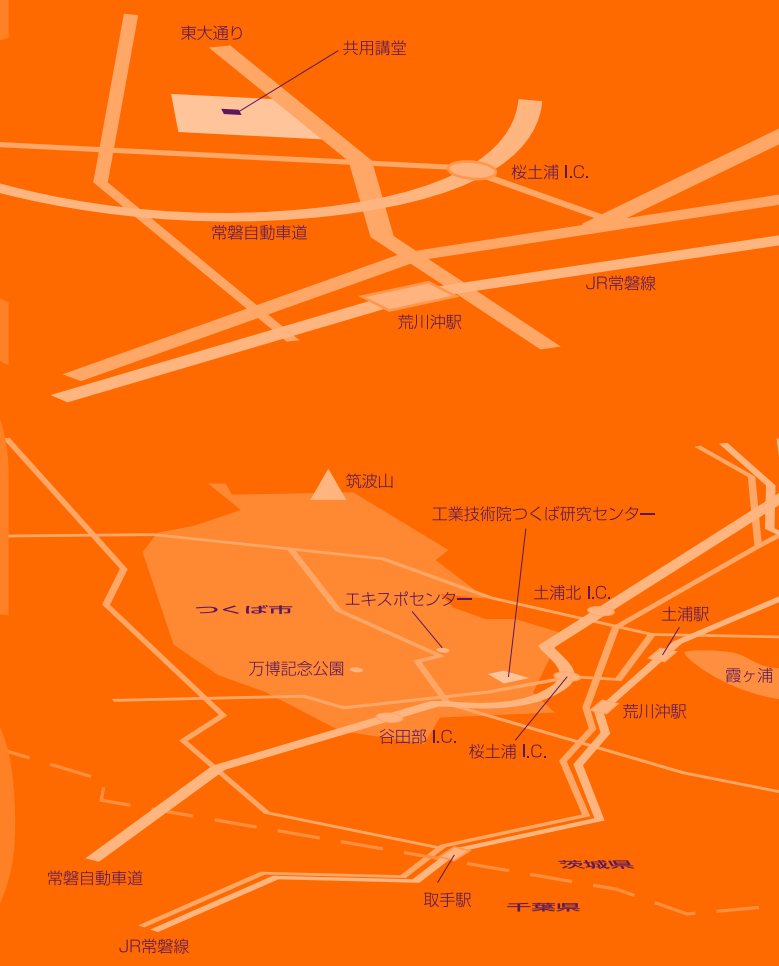 東大通り
共用講堂
桜土浦 I.C.
常磐自動車道
JR常磐線
荒川沖駅
筑波山
工業技術院つくば研究センター
土浦北 I.C.
エキスポセンター
つくば市
土浦駅
万博記念公園
霞ヶ浦
荒川沖駅
谷田部 I.C.
桜土浦 I.C.
茨城県
常磐自動車道
取手駅
千葉県
JR常磐線